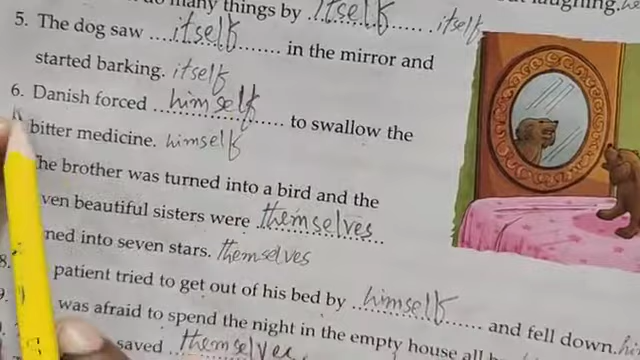 many things by itself itself laughing.
5. The dog saw itself in the mirror and
started barking. itself
6. Danish forced himself to swallow the
bitter medicine. himself
he brother was turned into a bird and the
ven beautiful sisters were themselves
ned into seven stars. themselves
8. patient tried to get out of his bed by himself and fell down.
9. was afraid to spend the night in the empty house all
saved themselves